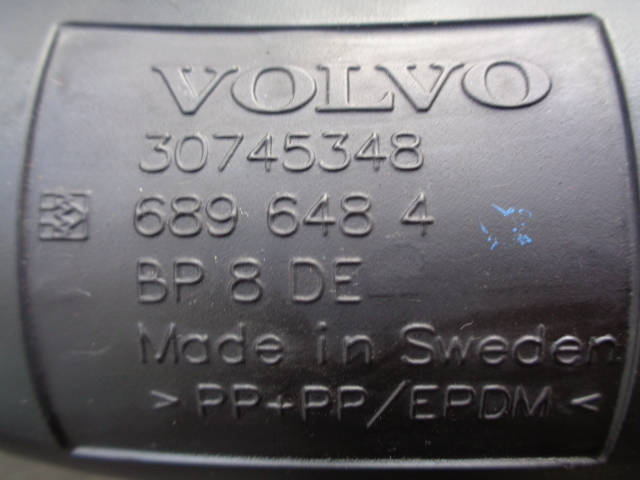 VOLVO
30745348
689 648 4
BP 8 DE
Made in Sweden
> PP+PP/EPDM <